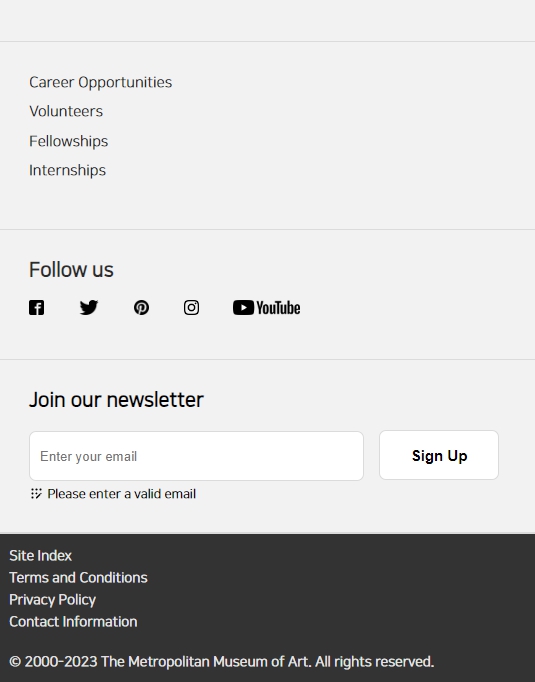 Career Opportunities
Volunteers
Fellowships
Internships
Follow us
YouTube
Join our newsletter
Enter your email
Sign Up
Please enter a valid email
Site Index
Terms and Conditions
Privacy Policy
Contact Information
© 2000-2023 The Metropolitan Museum of Art. All rights reserved.